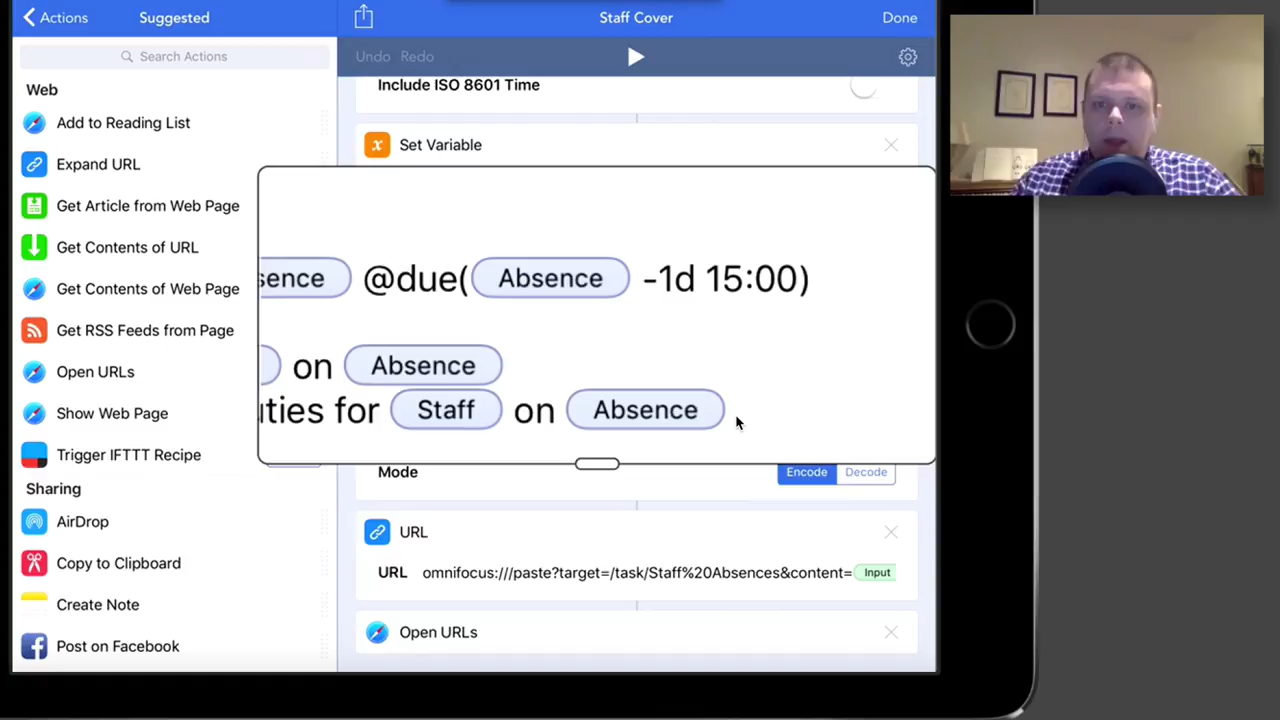 Actions
Suggested
Staff Cover
Done
Search Actions
Undo Redo
Web
Add to Reading List
Expand URL
Get Article from Web Page
Get Contents of URL
Get Contents of Web Page
Get RSS Feeds from Page
Open URLs
Show Web Page
Trigger IFTTT Recipe
Sharing
AirDrop
Copy to Clipboard
Create Note
Post on Facebook
Include ISO 8601 Time
Set Variable
@due( Absence -1d 15:00)
on Absence
for Staff on Absence
Mode
Encode Decode
URL
URL omnifocus:///paste?target=/task/Staff%20Absences&content= Input
Open URLs